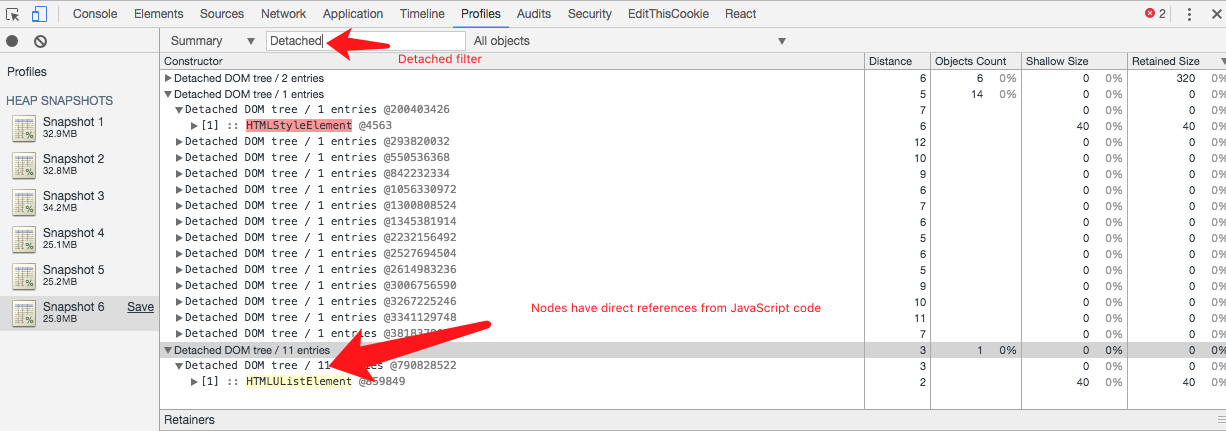 Console Elements Sources Network Application Timeline Profiles Audits Security EditThisCookie React 2
Summary Detached All objects
Detached filter
Profiles
HEAP SNAPSHOTS
Snapshot 1
32.9MB
Snapshot 2
32.8MB
Snapshot 3
34.2MB
Snapshot 4
25.1MB
Snapshot 5
25.2MB
Snapshot 6 Save
25.9MB
Constructor Distance Objects Count Shallow Size Retained Size
Detached DOM tree / 2 entries 6 6 0% 0 0% 320 0%
Detached DOM tree / 1 entries 5 14 0% 0 0% 0 0%
Detached DOM tree / 1 entries @200403426 7 0 0% 0 0%
[1] :: HTMLStyleElement @4563 6 40 0% 40 0%
Detached DOM tree / 1 entries @293820032 12 0 0% 0 0%
Detached DOM tree / 1 entries @550536368 10 0 0% 0 0%
Detached DOM tree / 1 entries @842232334 9 0 0% 0 0%
Detached DOM tree / 1 entries @1056330972 6 0 0% 0 0%
Detached DOM tree / 1 entries @1300808524 7 0 0% 0 0%
Detached DOM tree / 1 entries @1345381914 6 0 0% 0 0%
Detached DOM tree / 1 entries @2232156492 5 0 0% 0 0%
Detached DOM tree / 1 entries @2527694504 6 0 0% 0 0%
Detached DOM tree / 1 entries @2614983236 5 0 0% 0 0%
Detached DOM tree / 1 entries @3006756590 9 0 0% 0 0%
Detached DOM tree / 1 entries @3267225246 10 0 0% 0 0%
Nodes have direct references from JavaScript code
Detached DOM tree / 1 entries @3341129748 11 0 0% 0 0%
Detached DOM tree / 1 entries 7 0 0% 0 0%
Detached DOM tree / 11 entries 3 1 0% 0 0% 0 0%
Detached DOM tree / 11 @790828522 3 0 0% 0 0%
[1] :: HTMLUListElement 2 40 0% 40 0%
Retainers